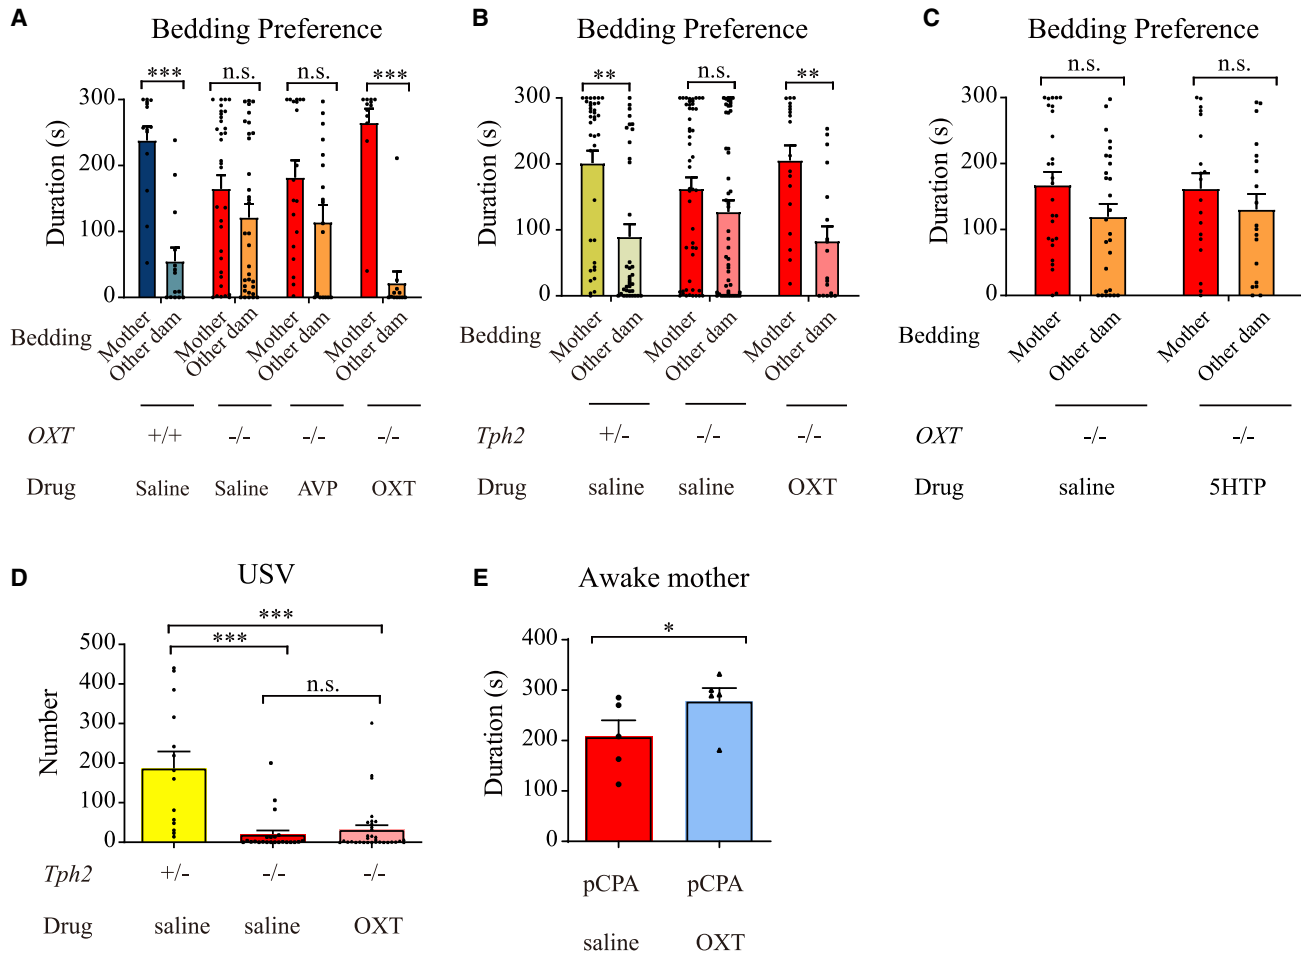 A
Bedding Preference
*** n.s. n.s. ***
Duration (s)
300
200
100
0
Bedding Mother Other dam Mother Other dam Mother Other dam Mother Other dam
OXT +/+ -/- -/- -/-
Drug Saline Saline AVP OXT
B
Bedding Preference
** n.s. **
Duration (s)
300
200
100
0
Bedding Mother Other dam Mother Other dam Mother Other dam
Tph2 +/- -/- -/-
Drug saline saline OXT
C
Bedding Preference
n.s. n.s.
Duration (s)
300
200
100
0
Bedding Mother Other dam Mother Other dam
OXT -/- -/-
Drug saline 5HTP
D
USV
***
***
n.s.
Number
500
400
300
200
100
0
Tph2 +/- -/- -/-
Drug saline saline OXT
E
Awake mother
*
Duration (s)
400
300
200
100
0
pCPA pCPA
saline OXT